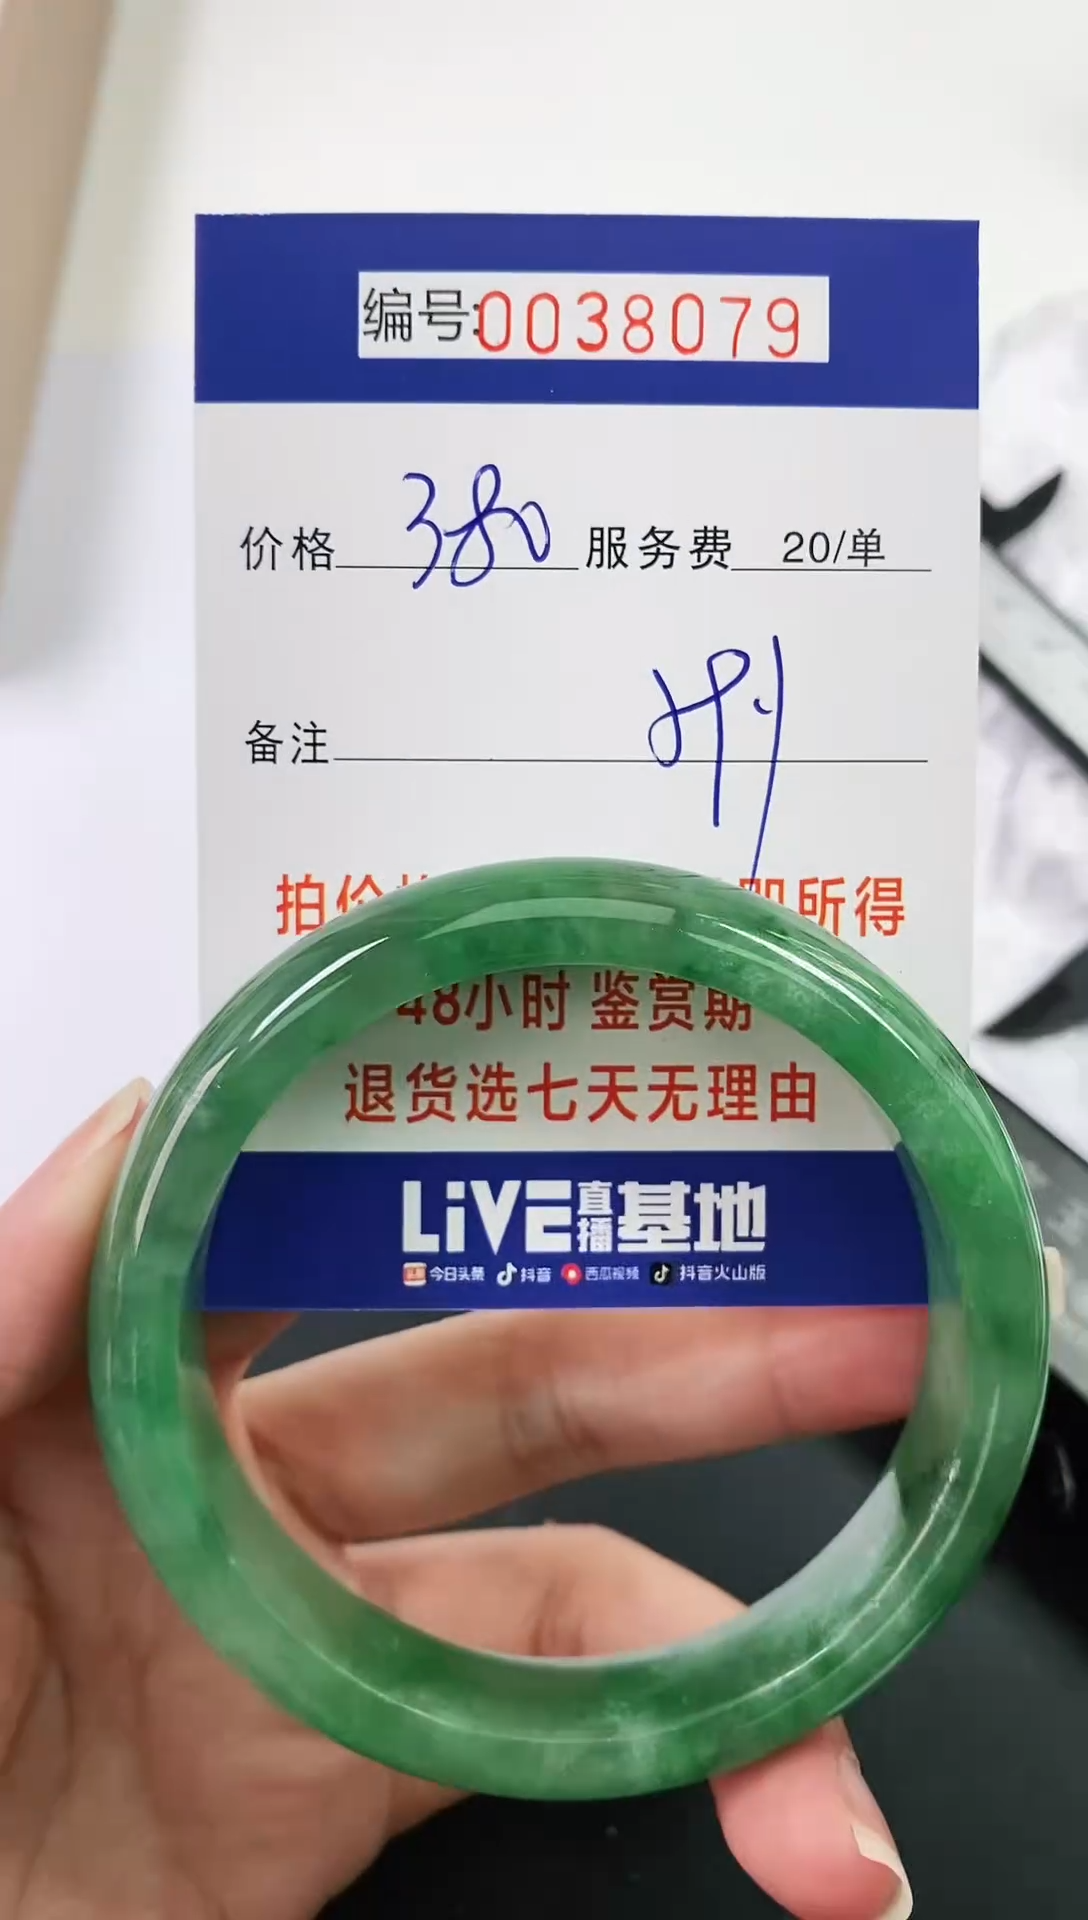 编号:0038079
价格 380 服务费 20/单
备注
拍价 即所得
48小时 鉴赏期
退货选七天无理由
LiVE直播基地
今日头条 抖音 西瓜视频 抖音火山版